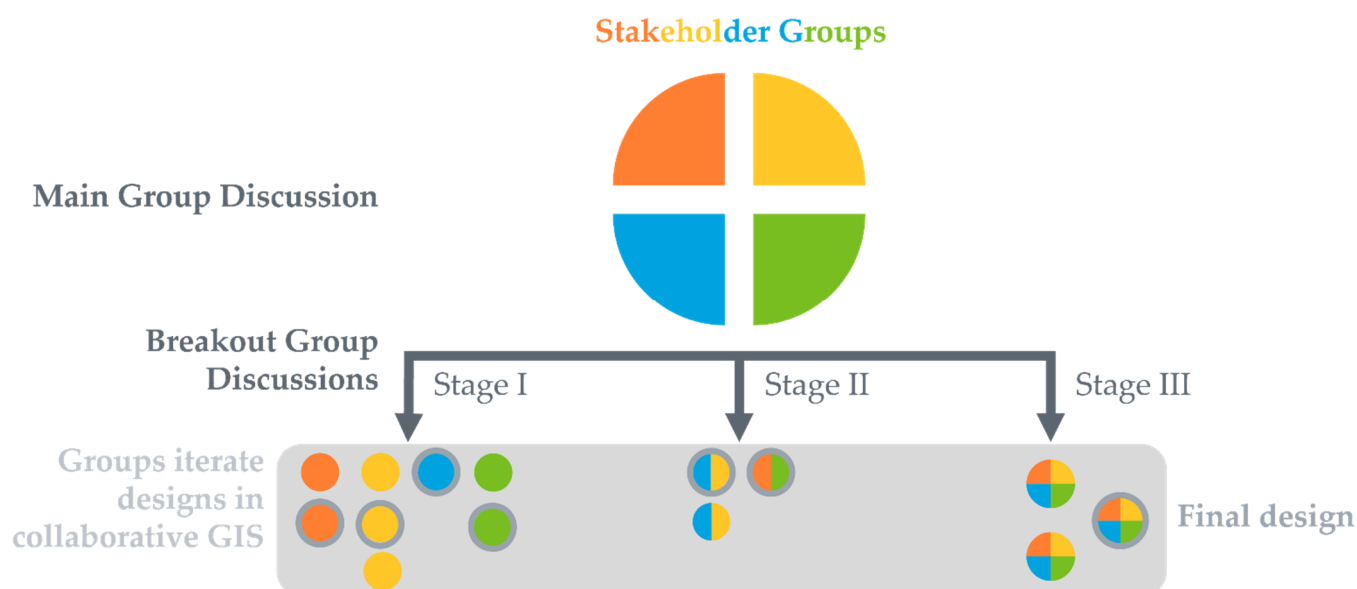 Stakeholder Groups
Main Group Discussion
Breakout Group
Discussions
Stage I
Stage II
Stage III
Groups iterate
designs in
collaborative GIS
Final design